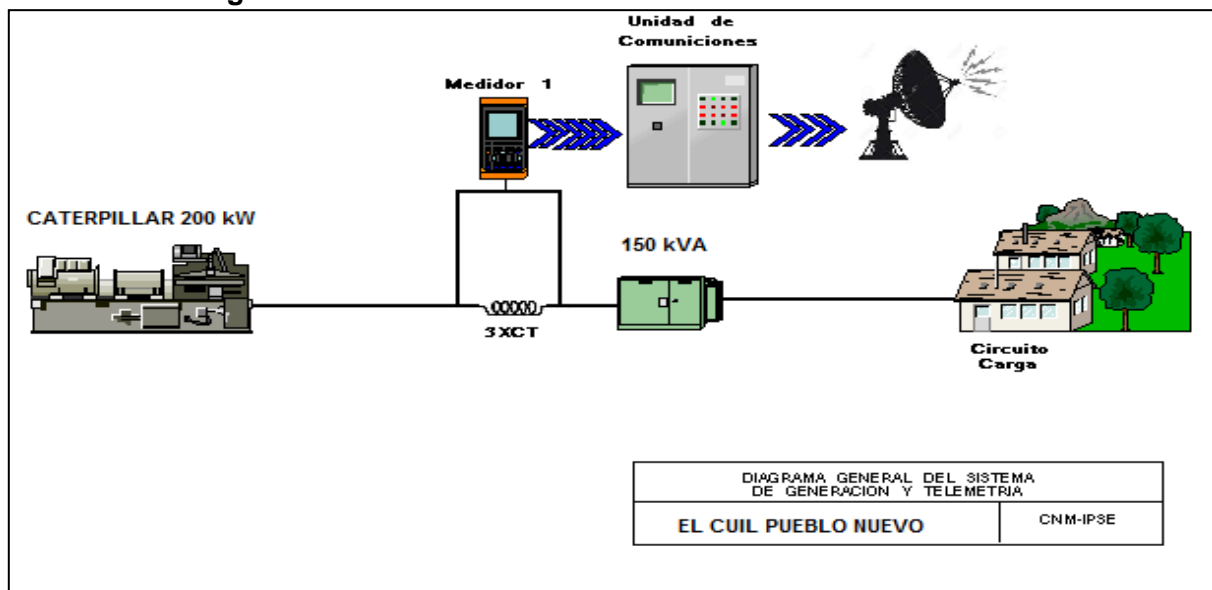 Unidad de
Comuniciones
Medidor 1
CATERPILLAR 200 kW
150 kVA
3XCT
Circuito
Carga
DIAGRAMA GENERAL DEL SISTEMA
DE GENERACION Y TELEMETRIA
EL CUIL PUEBLO NUEVO
CNM-IPSE